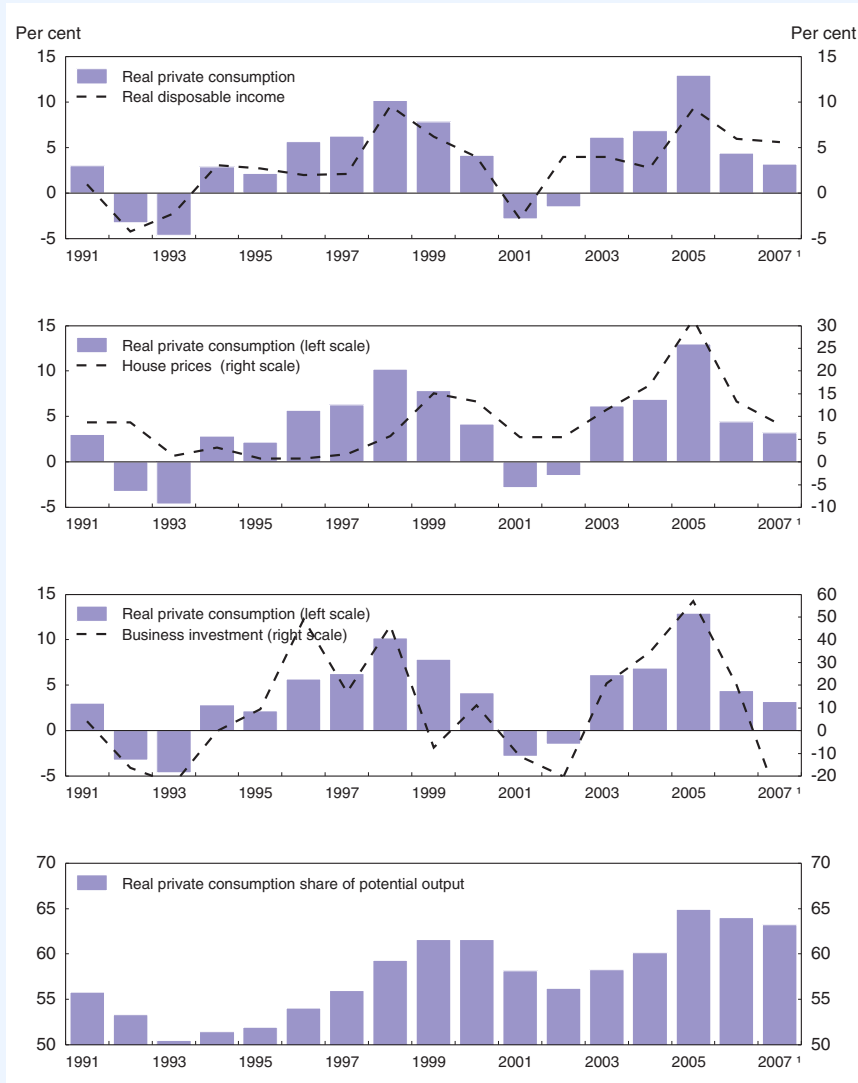 Per cent Per cent
15 15
Real private consumption
Real disposable income
10 10
5 5
0 0
-5 -5
1991 1993 1995 1997 1999 2001 2003 2005 2007 ¹
15 30
Real private consumption (left scale)
25
House prices (right scale)
10 20
15
5 10
5
0 0
-5
-5 -10
1991 1993 1995 1997 1999 2001 2003 2005 2007 ¹
15 60
Real private consumption (left scale)
50
Business investment (right scale)
10 40
30
5 20
10
0 0
-10
-5 -20
1991 1993 1995 1997 1999 2001 2003 2005 2007 ¹
70 70
Real private consumption share of potential output
65 65
60 60
55 55
50 50
1991 1993 1995 1997 1999 2001 2003 2005 2007 ¹